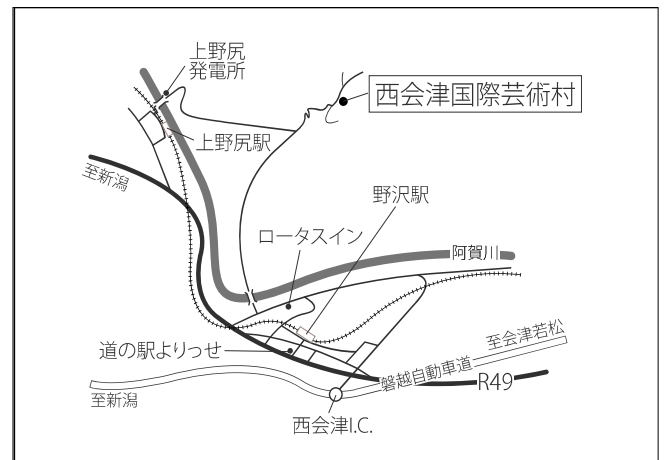 上野尻
発電所
西会津国際芸術村
上野尻駅
至新潟
野沢駅
ロータスイン
阿賀川
道の駅よりっせ
至会津若松
磐越自動車道
R49
至新潟
西会津I.C.